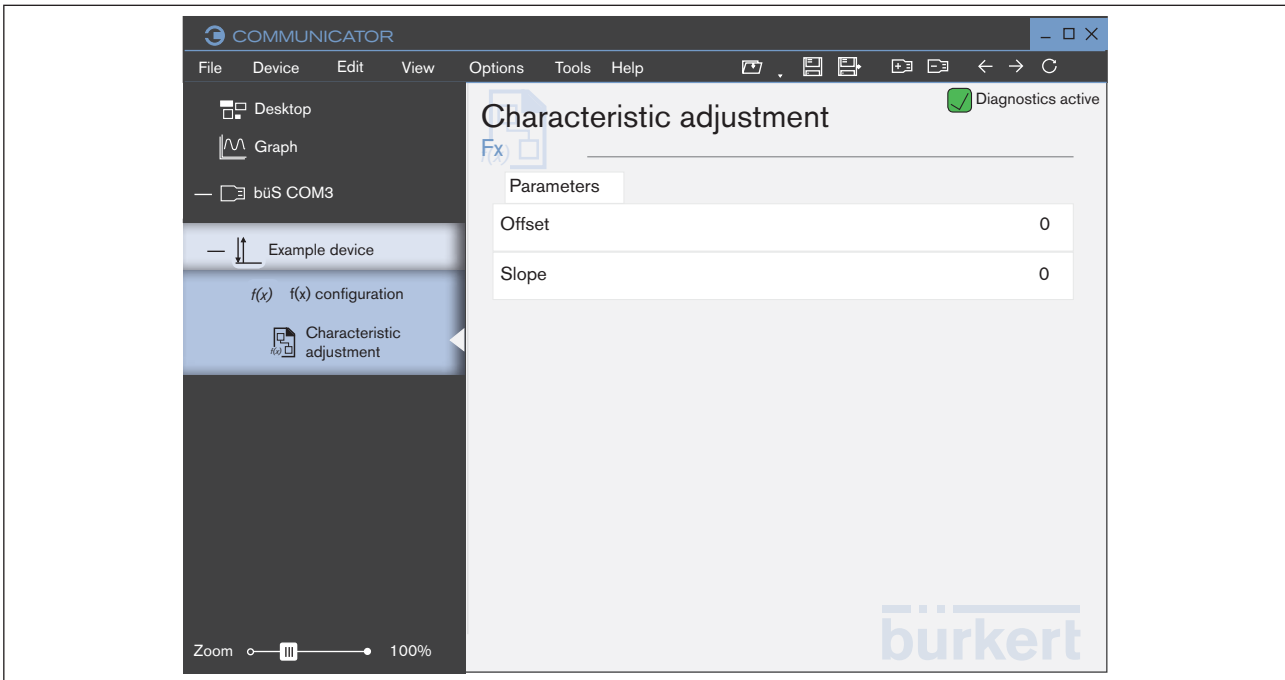 COMMUNICATOR
File Device Edit View Options Tools Help
Desktop
Graph
büS COM3
Example device
f(x) f(x) configuration
f(x) Characteristic
adjustment
Zoom 100%
Diagnostics active
Characteristic adjustment
Fx
f(x)
Parameters
Offset 0
Slope 0
bürkert